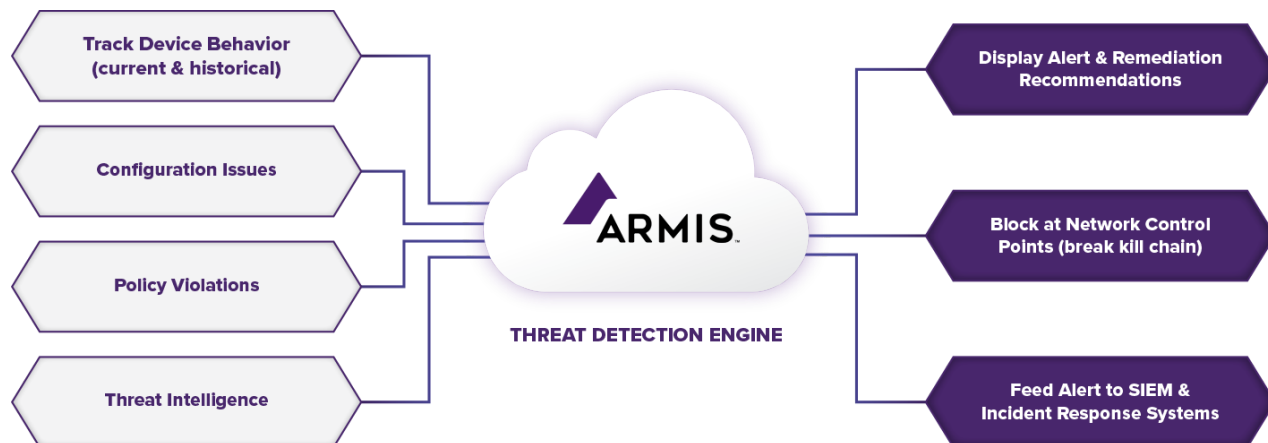 Track Device Behavior
(current & historical)
Configuration Issues
Policy Violations
Threat Intelligence
ARMIS™
THREAT DETECTION ENGINE
Display Alert & Remediation
Recommendations
Block at Network Control
Points (break kill chain)
Feed Alert to SIEM &
Incident Response Systems